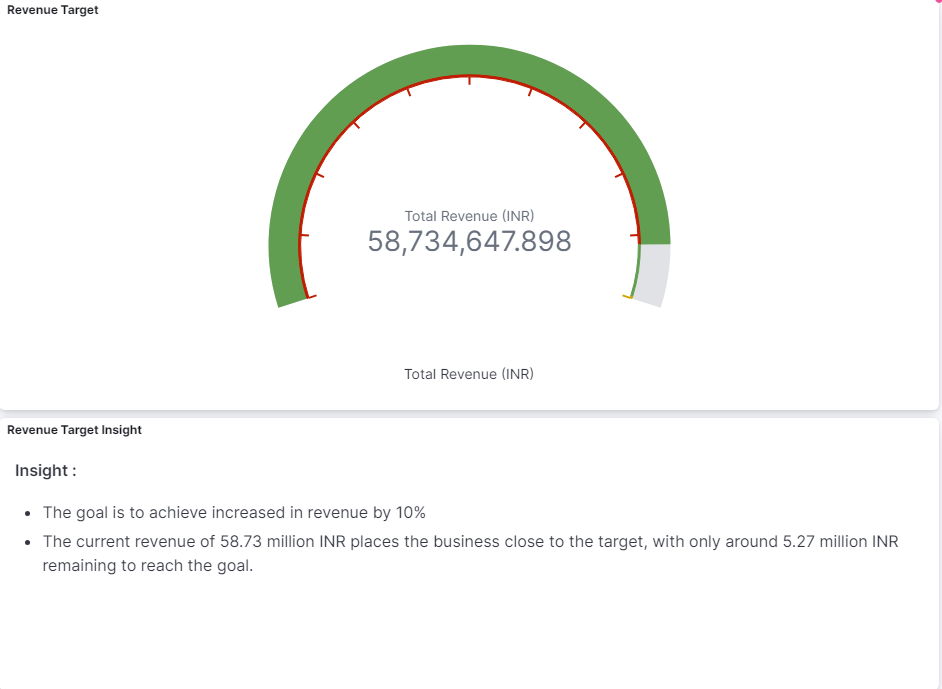 Revenue Target
Total Revenue (INR)
58,734,647.898
Total Revenue (INR)
Revenue Target Insight
Insight :
The goal is to achieve increased in revenue by 10%
The current revenue of 58.73 million INR places the business close to the target, with only around 5.27 million INR
remaining to reach the goal.